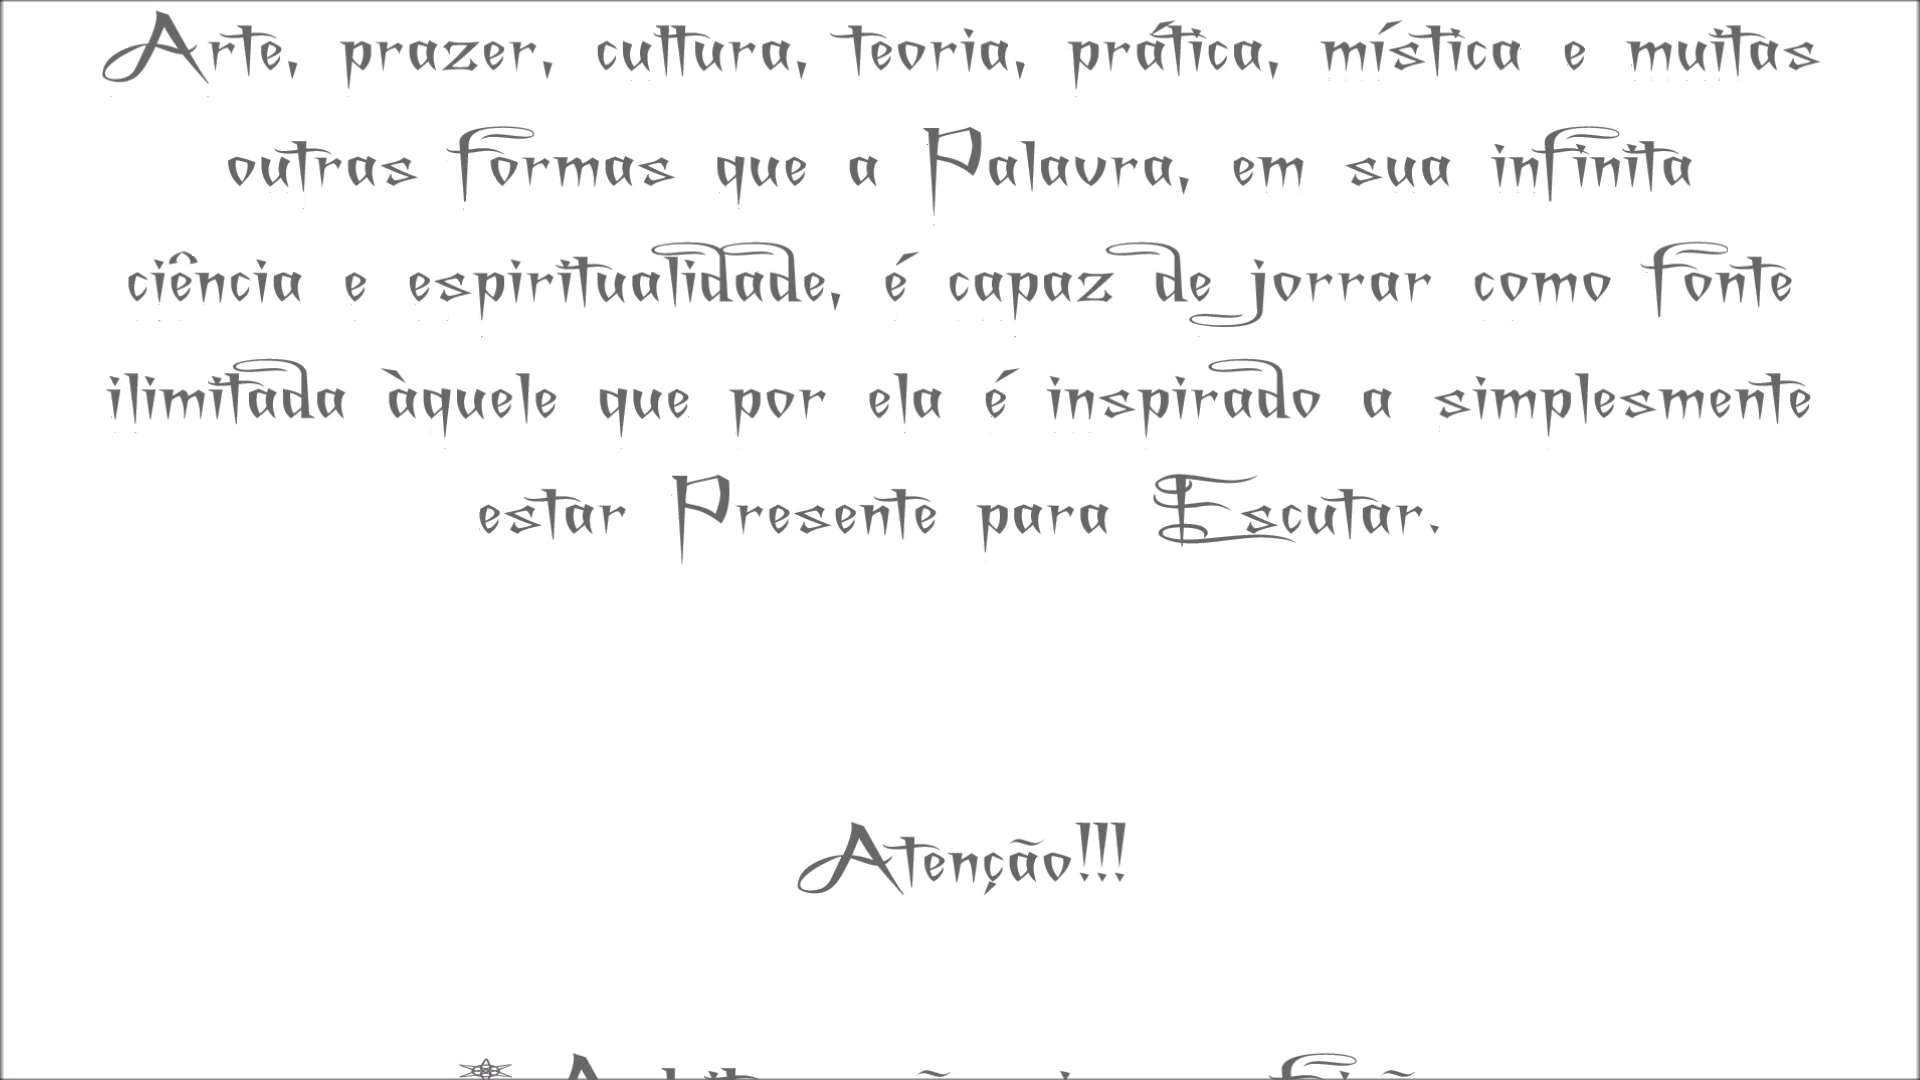 Arte, prazer, cultura, teoria, prática, mística e muitas
outras formas que a Palavra, em sua infinita
ciência e espiritualidade, é capaz de jorrar como fonte
ilimitada àquele que por ela é inspirado a simplesmente
estar Presente para Escutar.
Atenção!!!